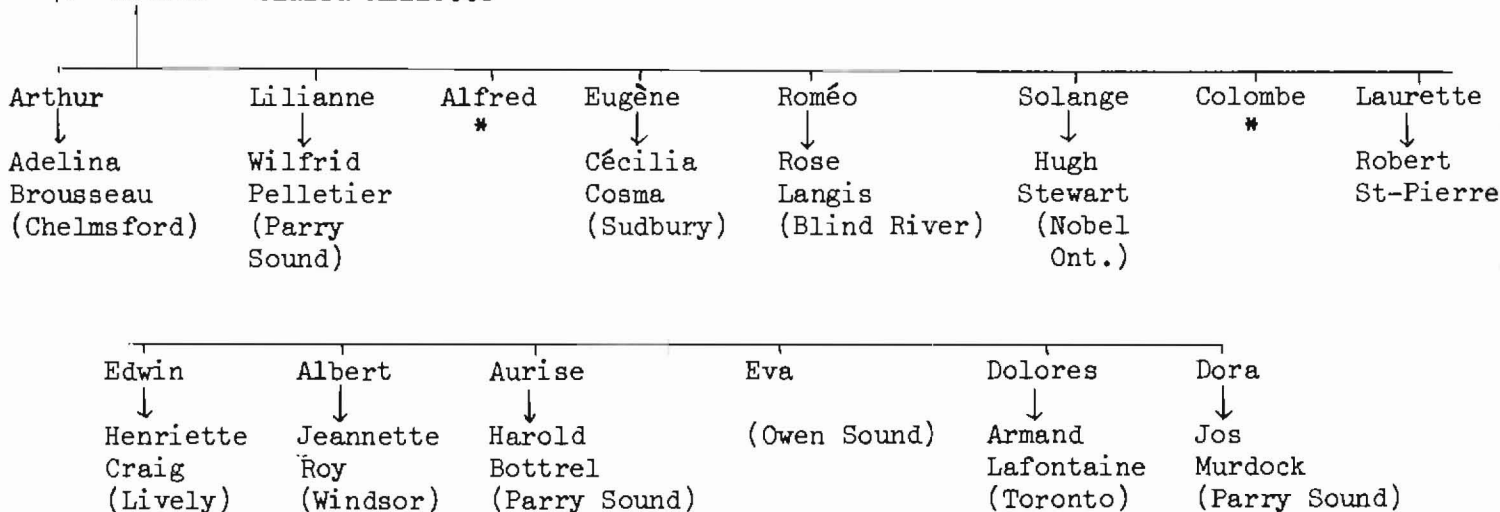 Arthur Lilianne Alfred Eugène Roméo Solange Colombe Laurette
* *
Adelina Wilfrid Cécilia Rose Hugh Robert
Brousseau Pelletier Cosma Langis Stewart St-Pierre
(Chelmsford) (Parry (Sudbury) (Blind River) (Nobel
Sound) Ont.)
Edwin Albert Aurise Eva Dolores Dora
Henriette Jeannette Harold (Owen Sound) Armand Jos
Craig Roy Bottrel Lafontaine Murdock
(Lively) (Windsor) (Parry Sound) (Toronto) (Parry Sound)